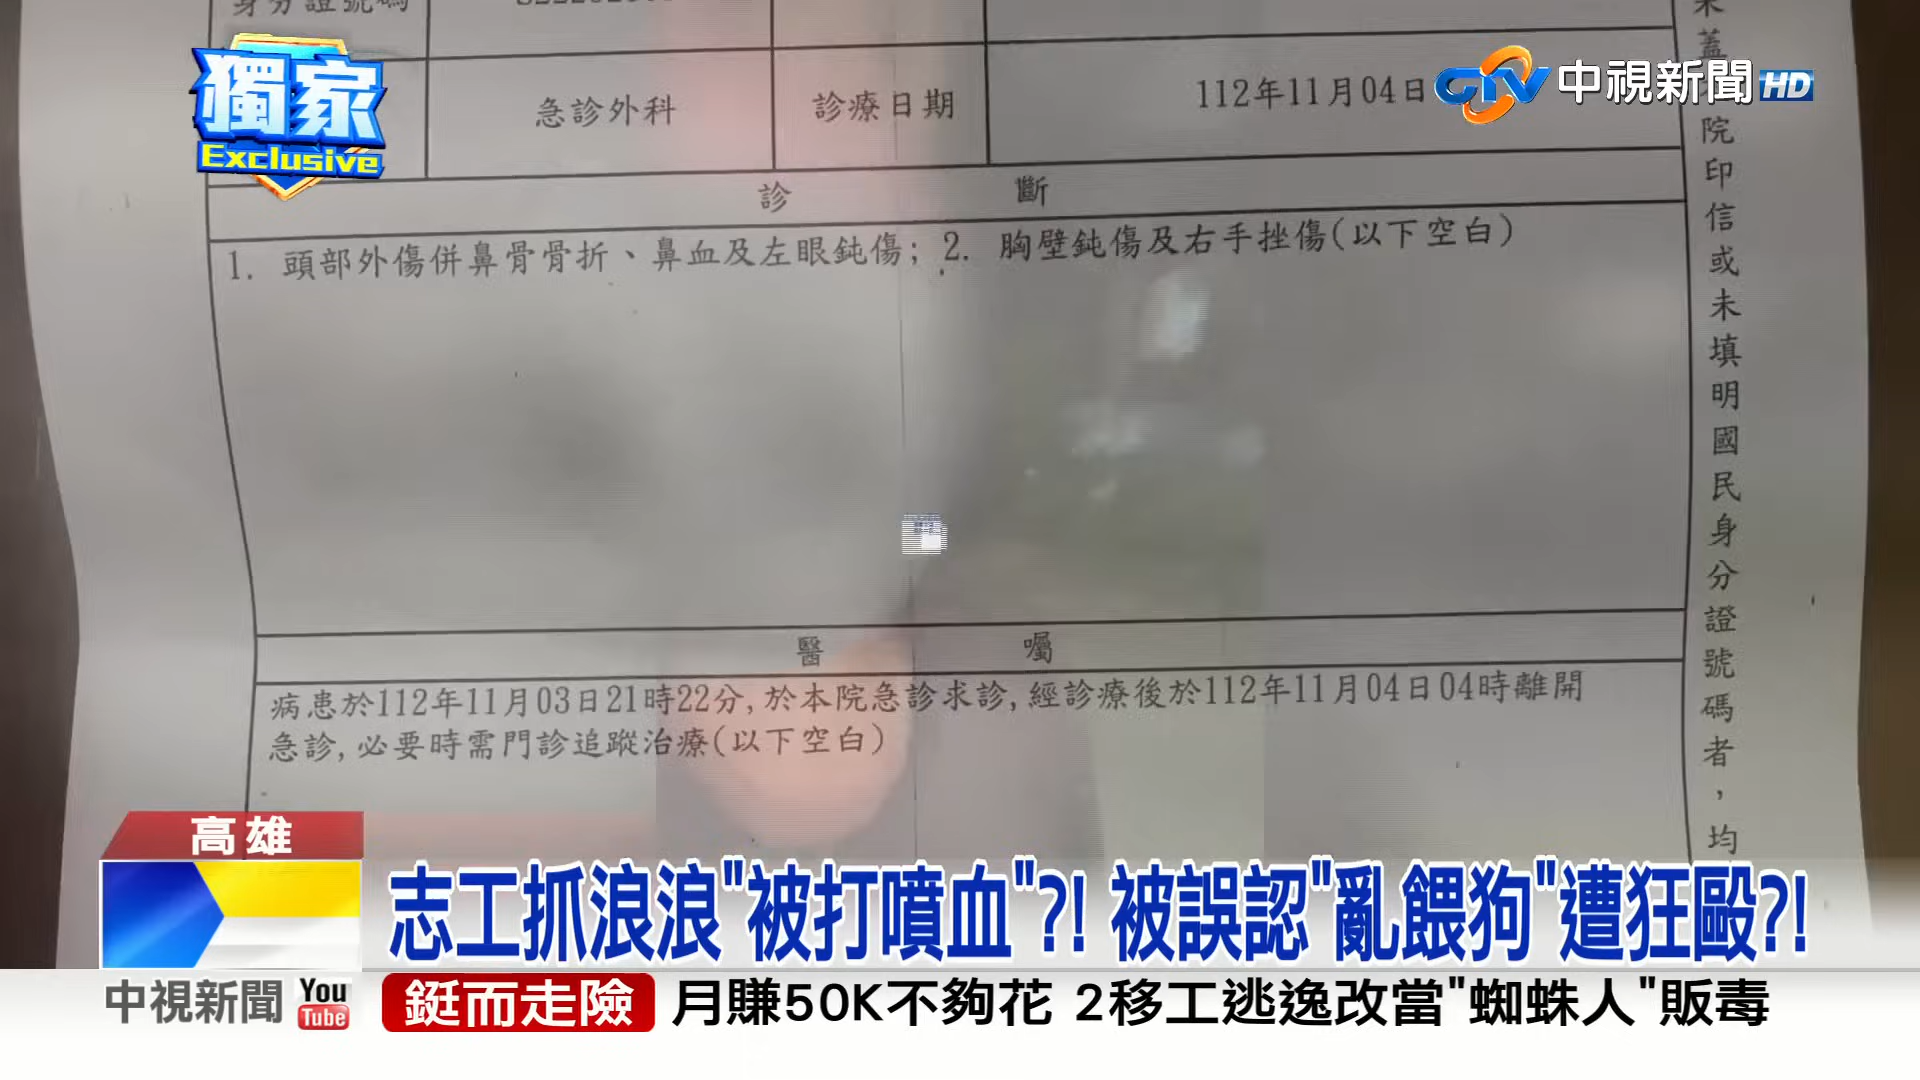 身分證號碼
獨家
Exclusive
急診外科
診療日期
112年11月04日
CTV中視新聞HD
診 斷
1. 頭部外傷併鼻骨骨折、鼻血及左眼鈍傷; 2. 胸壁鈍傷及右手挫傷(以下空白)
醫 囑
病患於112年11月03日21時22分,於本院急診求診,經診療後於112年11月04日04時離開
急診,必要時需門診追蹤治療(以下空白)
院印信或未填明國民身分證號碼者，均
高雄
志工抓浪浪"被打噴血"?! 被誤認"亂餵狗"遭狂毆?!
中視新聞 YouTube
鋌而走險 月賺50K不夠花 2移工逃逸改當"蜘蛛人"販毒